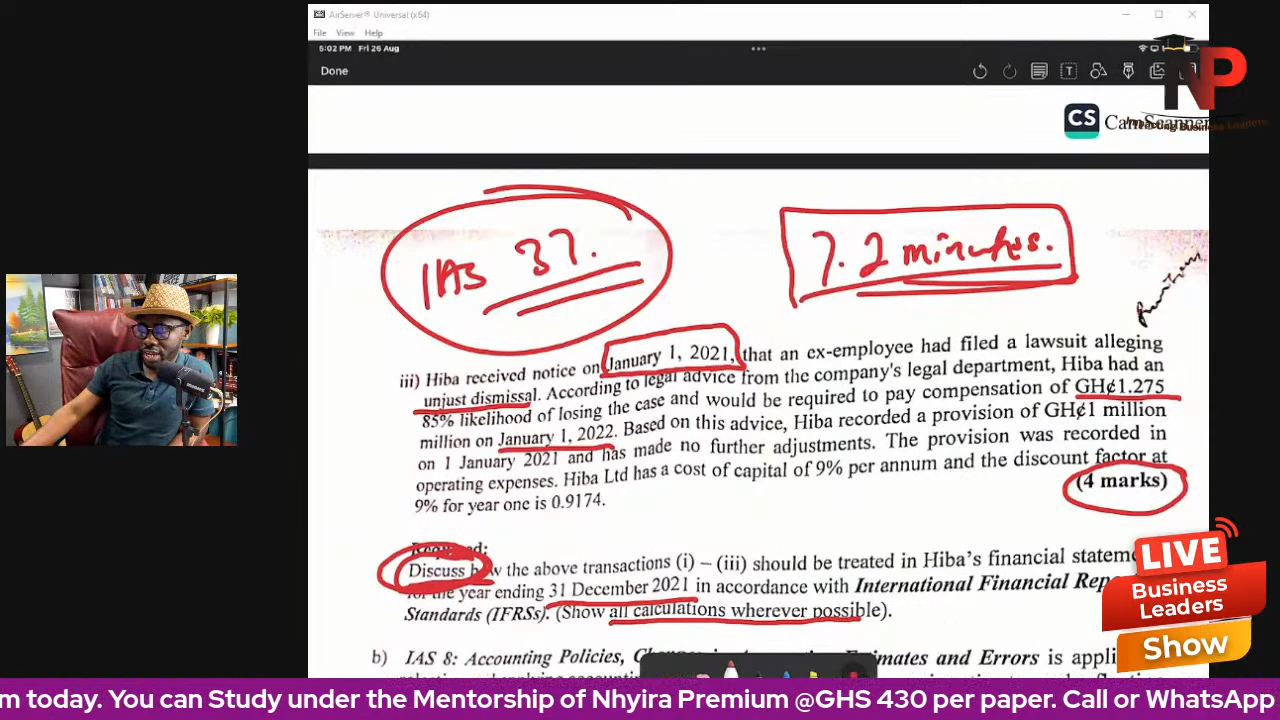 AirServer® Universal (x64)
File View Help
5:02 PM Fri 26 Aug
Done
CS CamScanner
NP
Impacting Business Leaders
IAS 37.
7.2 minutes.
iii) Hiba received notice on January 1, 2021, that an ex-employee had filed a lawsuit alleging
unjust dismissal. According to legal advice from the company's legal department, Hiba had an
85% likelihood of losing the case and would be required to pay compensation of GH¢1.275
million on January 1, 2022. Based on this advice, Hiba recorded a provision of GH¢1 million
on 1 January 2021 and has made no further adjustments. The provision was recorded in
operating expenses. Hiba Ltd has a cost of capital of 9% per annum and the discount factor at
9% for year one is 0.9174.
(4 marks)
Required:
Discuss how the above transactions (i) – (iii) should be treated in Hiba's financial statem
for the year ending 31 December 2021 in accordance with International Financial Repo
Standards (IFRSs). (Show all calculations wherever possible).
b) IAS 8: Accounting Policies, Changes in Accounting Estimates and Errors is appli
LIVE
Business
Leaders
Show
m today. You can Study under the Mentorship of Nhyira Premium @GHS 430 per paper. Call or WhatsApp